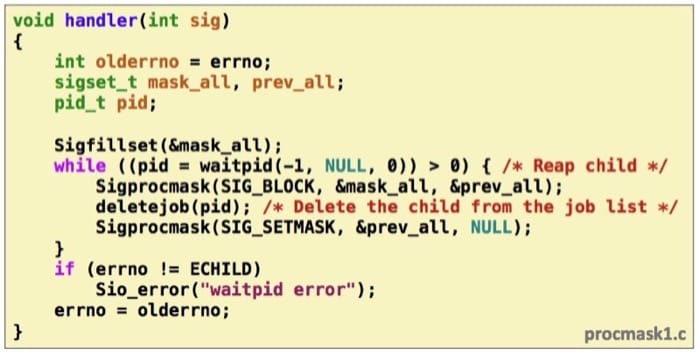 void handler(int sig)
{
    int olderrno = errno;
    sigset_t mask_all, prev_all;
    pid_t pid;

    Sigfillset(&mask_all);
    while ((pid = waitpid(-1, NULL, 0)) > 0) { /* Reap child */
        Sigprocmask(SIG_BLOCK, &mask_all, &prev_all);
        deletejob(pid); /* Delete the child from the job list */
        Sigprocmask(SIG_SETMASK, &prev_all, NULL);
    }
    if (errno != ECHILD)
        Sio_error("waitpid error");
    errno = olderrno;
}
procmask1.c